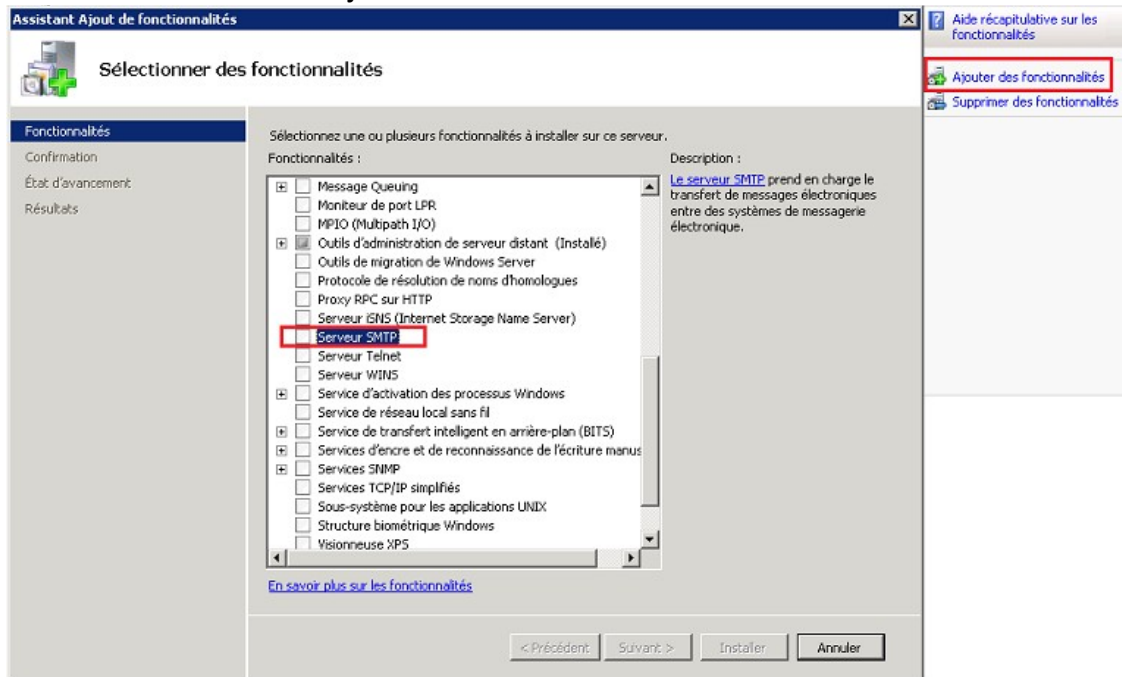 Assistant Ajout de fonctionnalités
Sélectionner des fonctionnalités
Fonctionnalités
Confirmation
État d'avancement
Résultats
Sélectionnez une ou plusieurs fonctionnalités à installer sur ce serveur.
Fonctionnalités :
Message Queuing
Moniteur de port LPR
MPIO (Multipath I/O)
Outils d'administration de serveur distant (Installé)
Outils de migration de Windows Server
Protocole de résolution de noms d'homologues
Proxy RPC sur HTTP
Serveur iSNS (Internet Storage Name Server)
Serveur SMTP
Serveur Telnet
Serveur WINS
Service d'activation des processus Windows
Service de réseau local sans fil
Service de transfert intelligent en arrière-plan (BITS)
Services d'encre et de reconnaissance de l'écriture manus
Services SNMP
Services TCP/IP simplifiés
Sous-système pour les applications UNIX
Structure biométrique Windows
Visionneuse XPS
En savoir plus sur les fonctionnalités
Description :
Le serveur SMTP prend en charge le
transfert de messages électroniques
entre des systèmes de messagerie
électronique.
< Précédent
Suivant >
Installer
Annuler
Aide récapitulative sur les
fonctionnalités
Ajouter des fonctionnalités
Supprimer des fonctionnalités